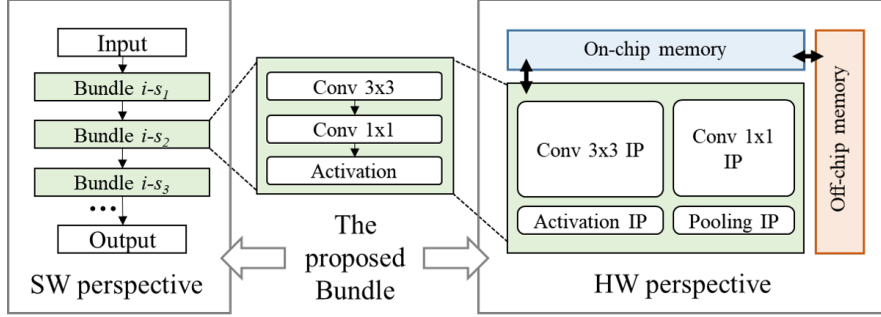 Input
Bundle i-s1
Bundle i-s2
Bundle i-s3
•••
Output
SW perspective
Conv 3x3
Conv 1x1
Activation
The
proposed
Bundle
On-chip memory
Off-chip memory
Conv 3x3 IP
Conv 1x1
IP
Activation IP
Pooling IP
HW perspective